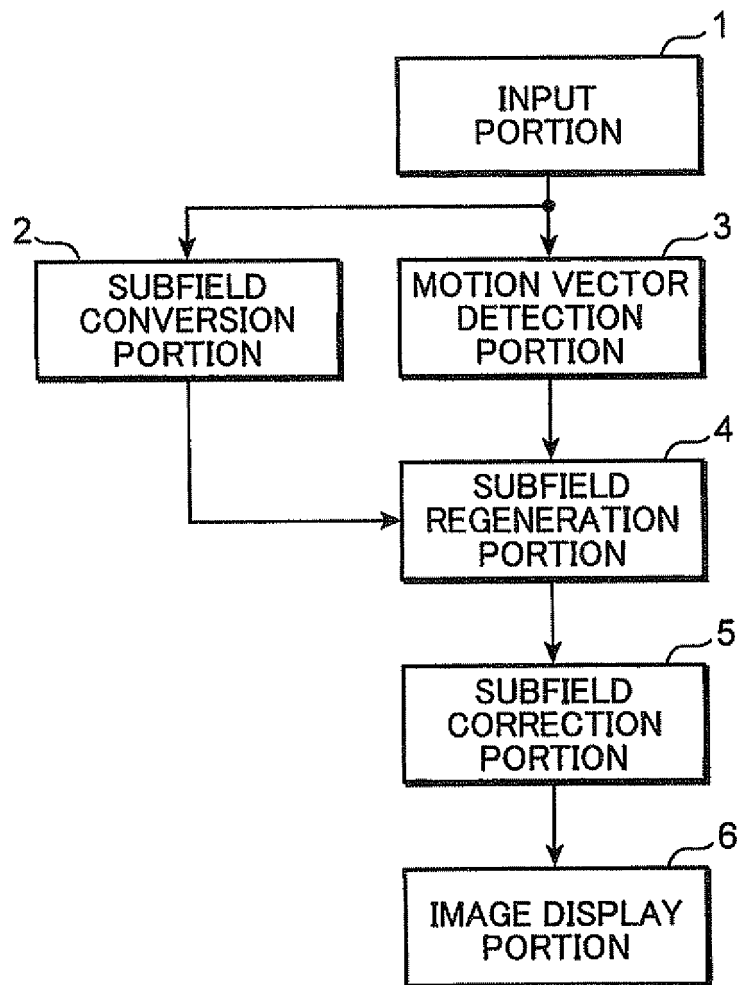 1
INPUT
PORTION
2
SUBFIELD
CONVERSION
PORTION
3
MOTION VECTOR
DETECTION
PORTION
4
SUBFIELD
REGENERATION
PORTION
5
SUBFIELD
CORRECTION
PORTION
6
IMAGE DISPLAY
PORTION